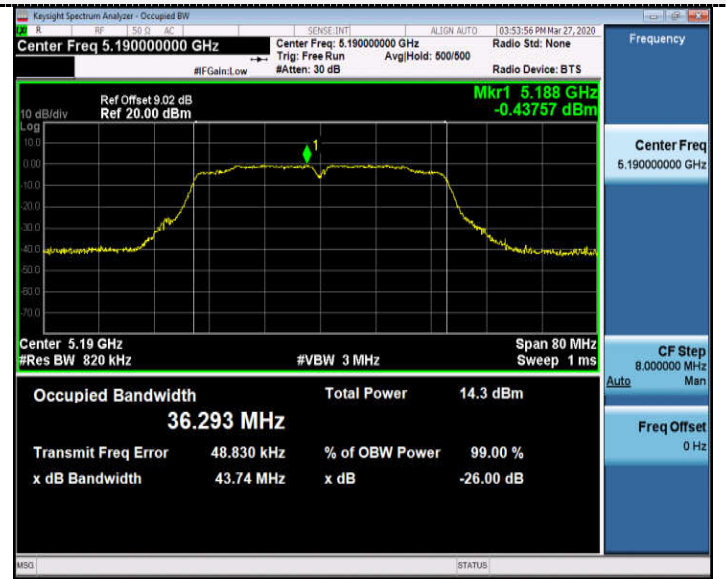 Keysight Spectrum Analyzer - Occupied BW
R RF 50 Ω AC SENSE:INT ALIGN AUTO 03:53:56 PM Mar 27, 2020
Center Freq 5.190000000 GHz
Center Freq: 5.190000000 GHz
Radio Std: None
Trig: Free Run Avg|Hold: 500/500
#IFGain:Low
#Atten: 30 dB
Radio Device: BTS
Frequency
Ref Offset 9.02 dB
10 dB/div Ref 20.00 dBm
Mkr1 5.188 GHz
-0.43757 dBm
Log
10.0
0.00
-10.0
-20.0
-30.0
-40.0
-50.0
-60.0
-70.0
1
Center 5.19 GHz
Span 80 MHz
#Res BW 820 kHz
#VBW 3 MHz
Sweep 1 ms
Center Freq
5.190000000 GHz
CF Step
8.000000 MHz
Auto Man
Freq Offset
0 Hz
Occupied Bandwidth
36.293 MHz
Total Power 14.3 dBm
Transmit Freq Error 48.830 kHz
% of OBW Power 99.00 %
x dB Bandwidth 43.74 MHz
x dB -26.00 dB
MSG
STATUS